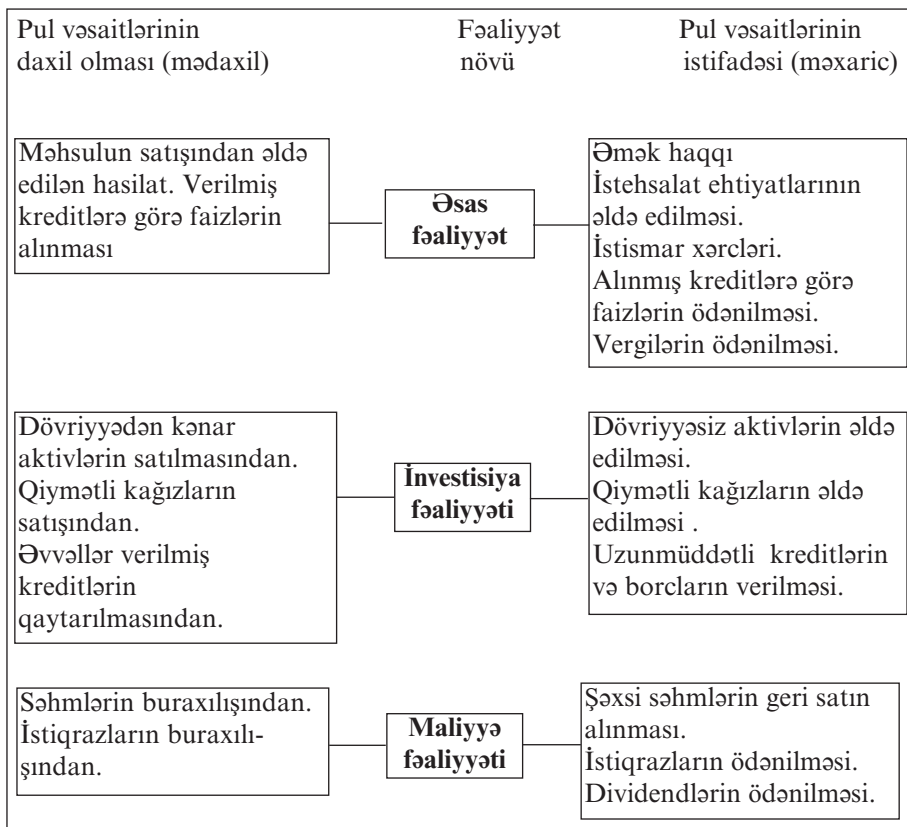 Pul vəsaitlərinin
daxil olması (mədaxil)
Fəaliyyət
növü
Pul vəsaitlərinin
istifadəsi (məxaric)
Məhsulun satışından əldə
edilən hasilat. Verilmiş
kreditlərə görə faizlərin
alınması
Əsas
fəaliyyət
Əmək haqqı
İstehsalat ehtiyatlarının
əldə edilməsi.
İstismar xərcləri.
Alınmış kreditlərə görə
faizlərin ödənilməsi.
Vergilərin ödənilməsi.
Dövriyyədən kənar
aktivlərin satılmasından.
Qiymətli kağızların
satışından.
Əvvəllər verilmiş
kreditlərin
qaytarılmasından.
İnvestisiya
fəaliyyəti
Dövriyyəsiz aktivlərin əldə
edilməsi.
Qiymətli kağızların əldə
edilməsi .
Uzunmüddətli kreditlərin
və borcların verilməsi.
Səhmlərin buraxılışından.
İstiqrazların buraxılı-
şından.
Maliyyə
fəaliyyəti
Şəxsi səhmlərin geri satın
alınması.
İstiqrazların ödənilməsi.
Dividendlərin ödənilməsi.